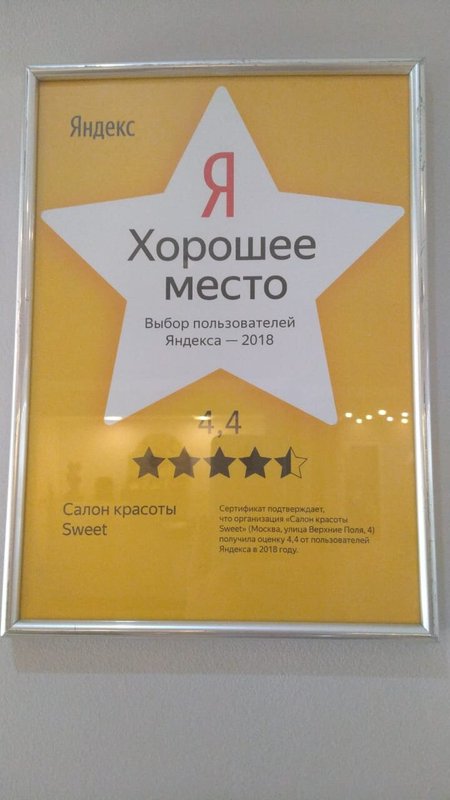 Яндекс
Я
Хорошее
место
Выбор пользователей
Яндекса — 2018
4,4
Салон красоты
Sweet
Сертификат подтверждает,
что организация «Салон красоты
Sweet» (Москва, улица Верхние Поля, 4)
получила оценку 4,4 от пользователей
Яндекса в 2018 году.